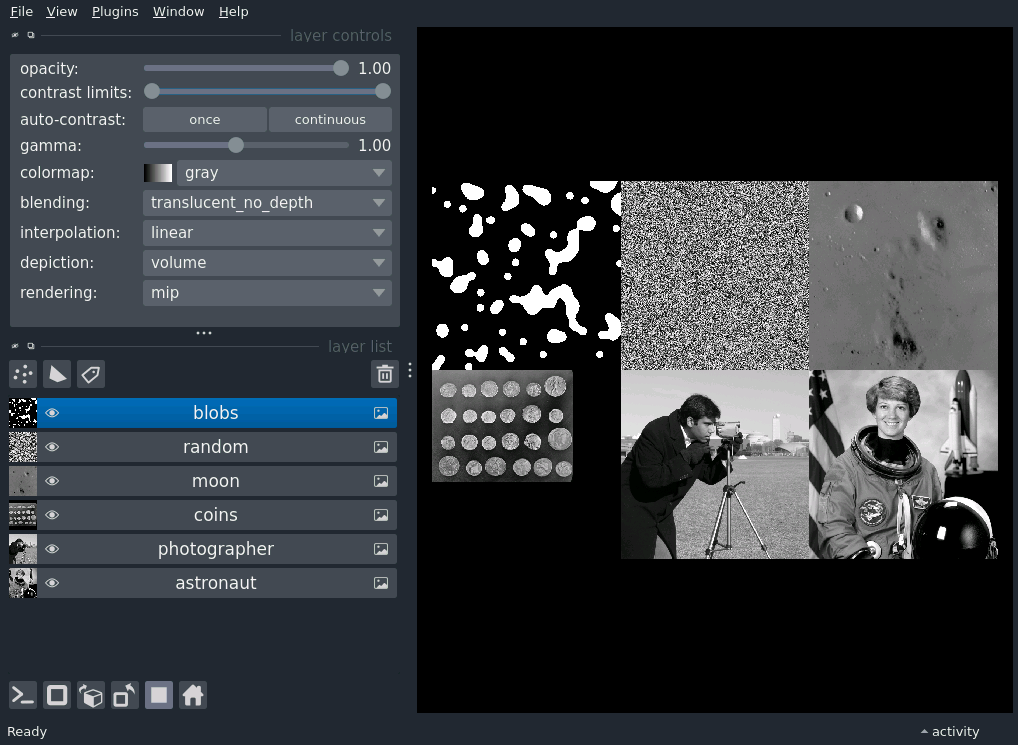 File View Plugins Window Help
layer controls
opacity: 1.00
contrast limits:
auto-contrast: once continuous
gamma: 1.00
colormap: gray
blending: translucent_no_depth
interpolation: linear
depiction: volume
rendering: mip
layer list
blobs
random
moon
coins
photographer
astronaut
Ready activity